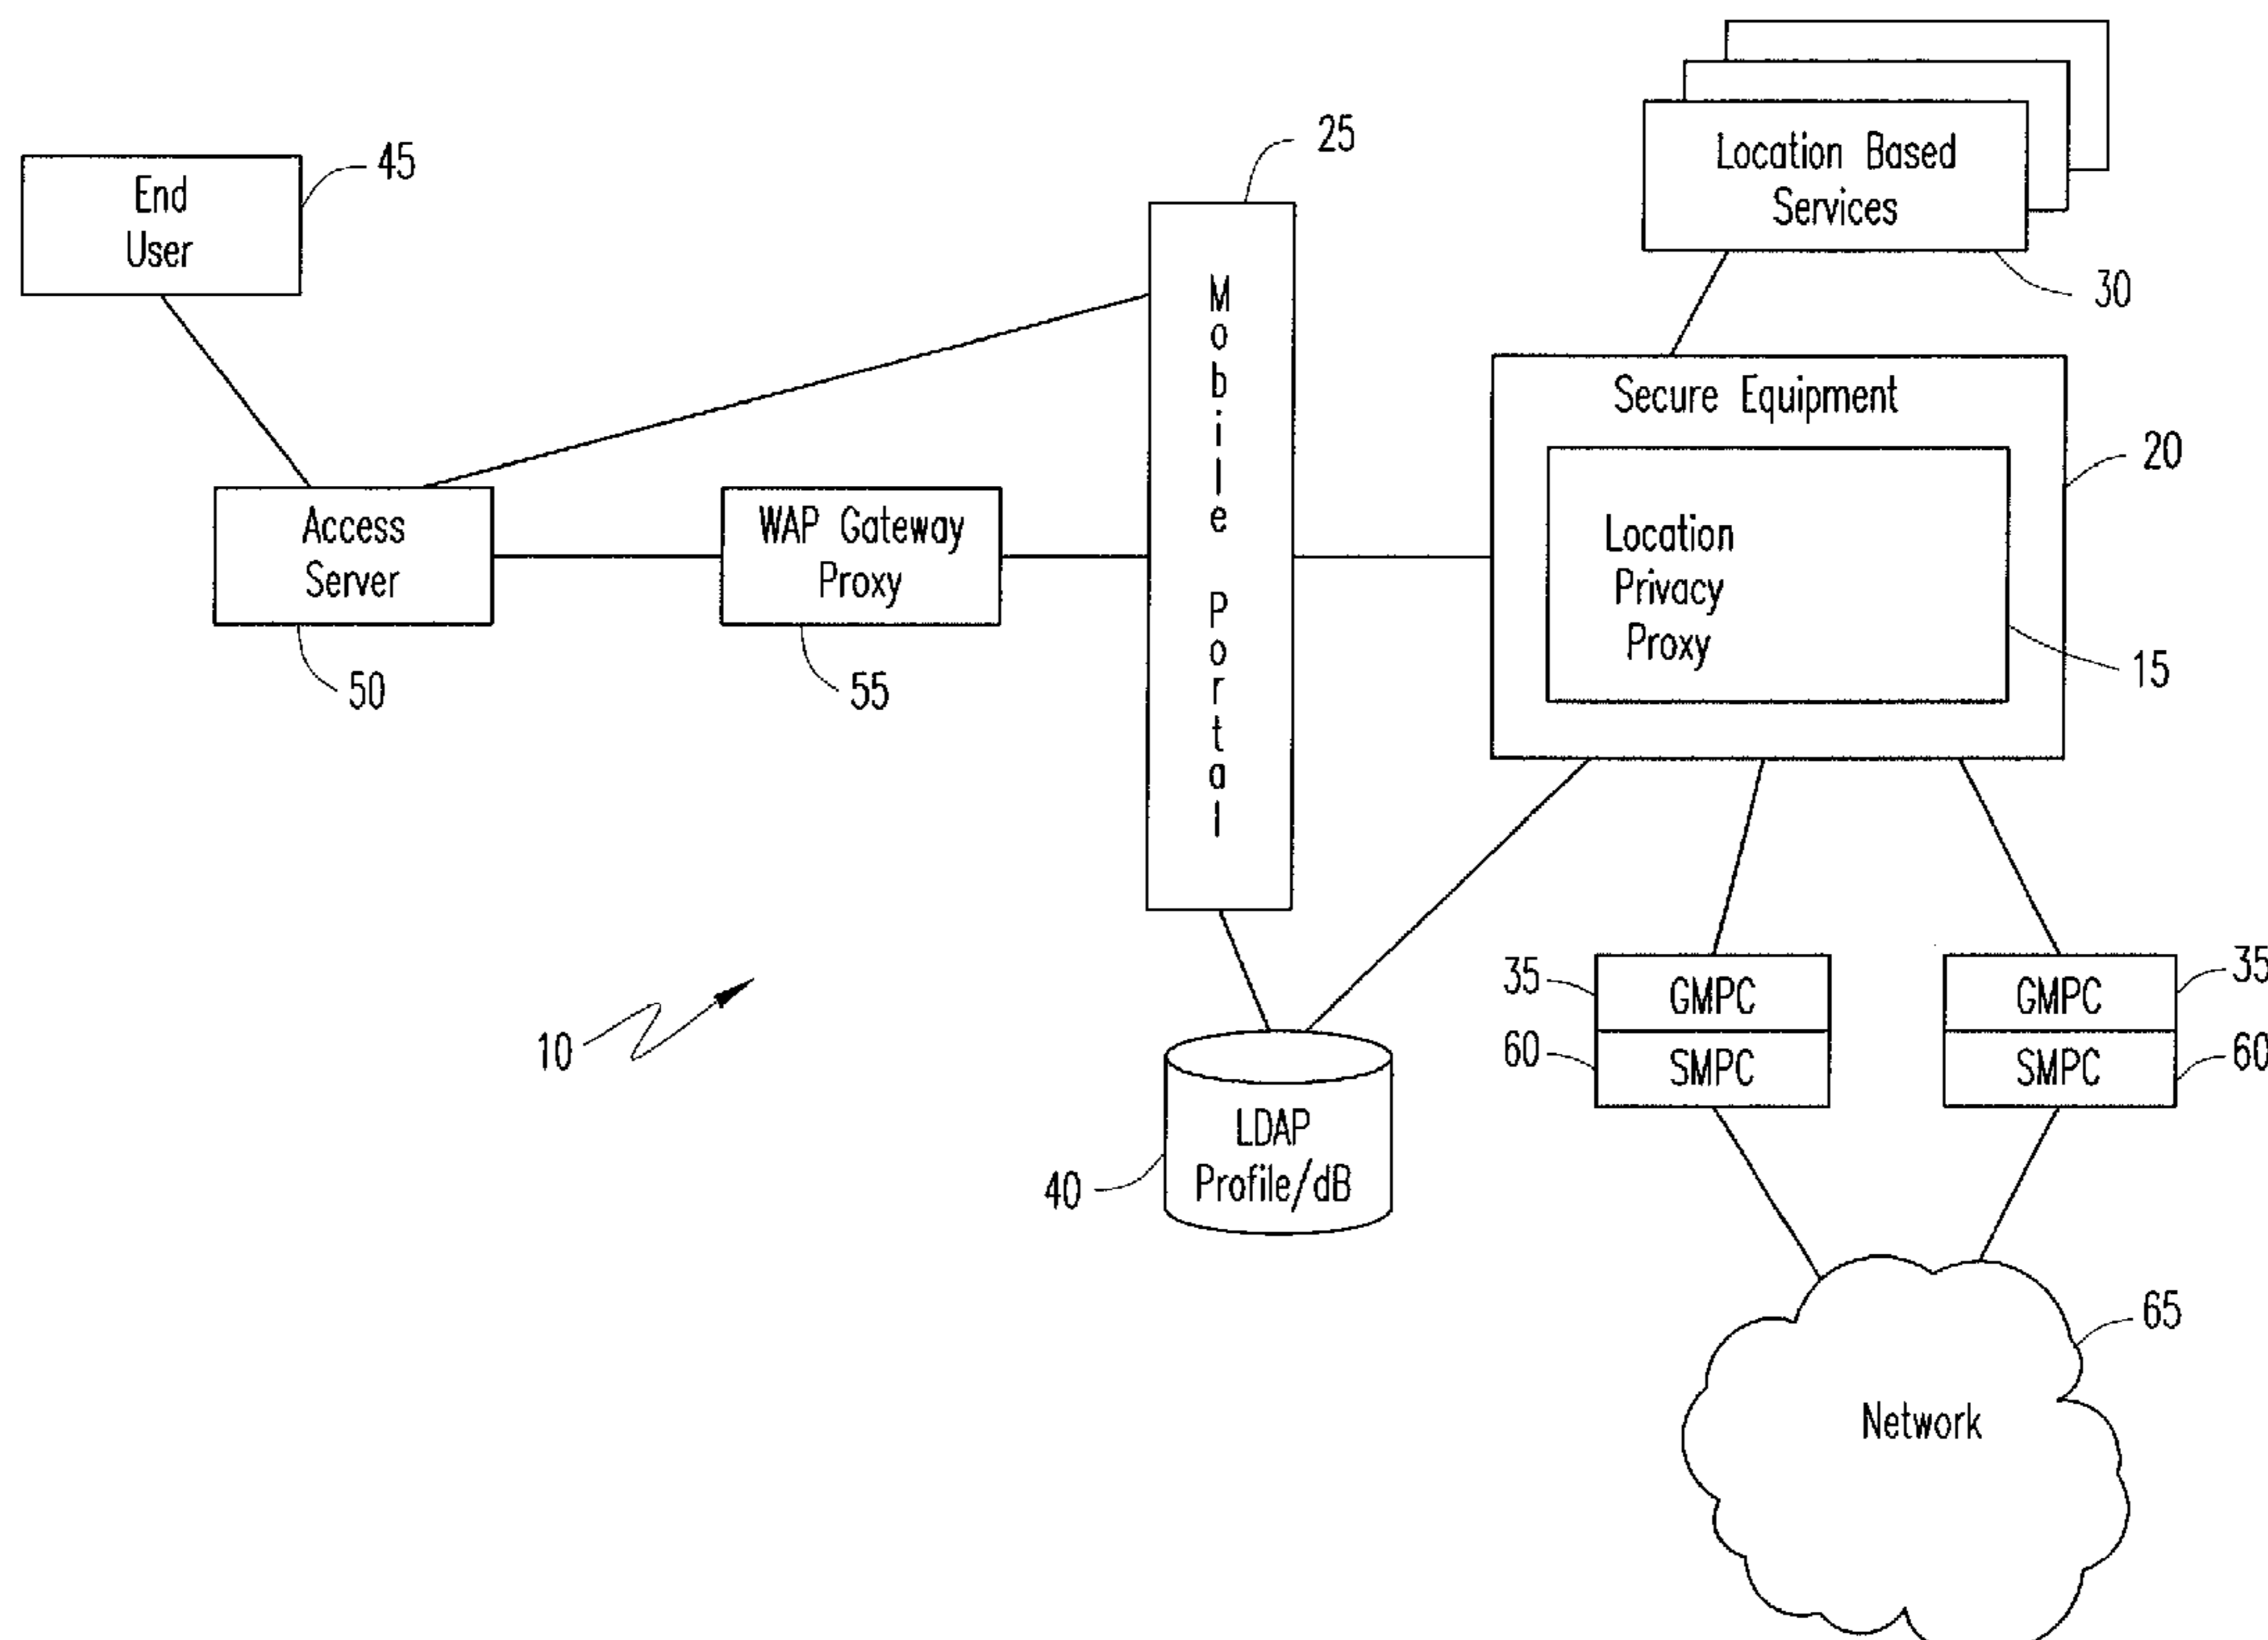 25
Location Based
Services
30
End
User
45
Mobile Portal
Secure Equipment
20
Location
Privacy
Proxy
15
Access
Server
50
WAP Gateway
Proxy
55
10
35
GMPC
GMPC
35
60
SMPC
SMPC
60
LDAP
Profile/dB
40
65
Network